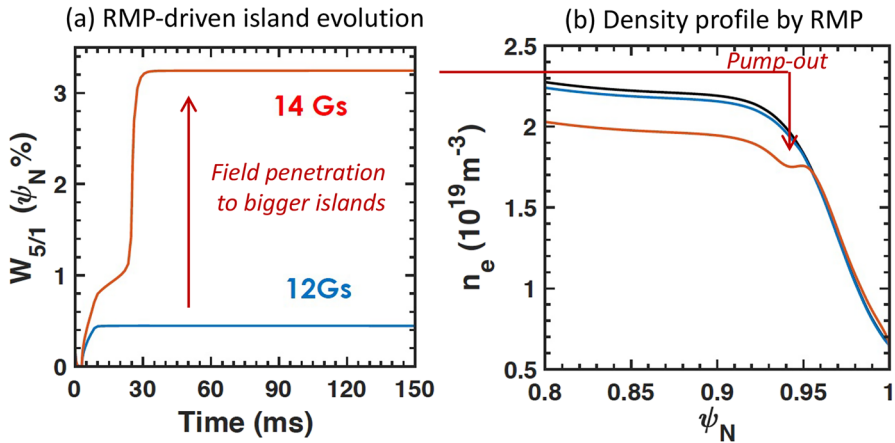 (a) RMP-driven island evolution
W5/1 (ψN%)
3
2
1
0
14 Gs
Field penetration
to bigger islands
12Gs
0 30 60 90 120 150
Time (ms)
(b) Density profile by RMP
ne (10^19m^-3)
2.5
2
1.5
1
0.5
Pump-out
0.8 0.85 0.9 0.95 1
ψN